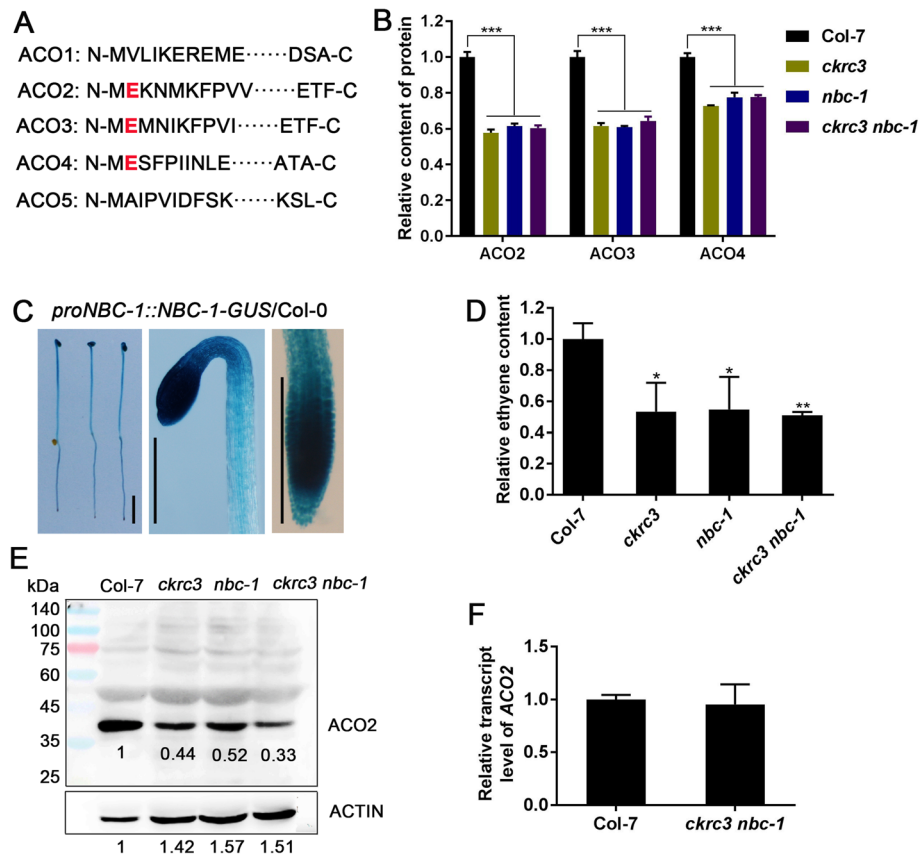 A
ACO1: N-MVLIKEREME······DSA-C
ACO2: N-MEKNMKFPVV······ETF-C
ACO3: N-MEMNIKFPVI······ETF-C
ACO4: N-MESFPIINLE······ATA-C
ACO5: N-MAIPVIDFSK······KSL-C
B
Relative content of protein
1.2
1.0
0.8
0.6
0.4
0.2
0.0
***
***
***
ACO2
ACO3
ACO4
Col-7
ckrc3
nbc-1
ckrc3 nbc-1
C
proNBC-1::NBC-1-GUS/Col-0
D
Relative ethyene content
1.2
1.0
0.8
0.6
0.4
0.2
0.0
*
*
**
Col-7
ckrc3
nbc-1
ckrc3 nbc-1
E
kDa
Col-7 ckrc3 nbc-1 ckrc3 nbc-1
140
100
75
60
45
35
25
ACO2
1 0.44 0.52 0.33
ACTIN
1 1.42 1.57 1.51
F
Relative transcript
level of ACO2
1.5
1.0
0.5
0.0
Col-7
ckrc3 nbc-1